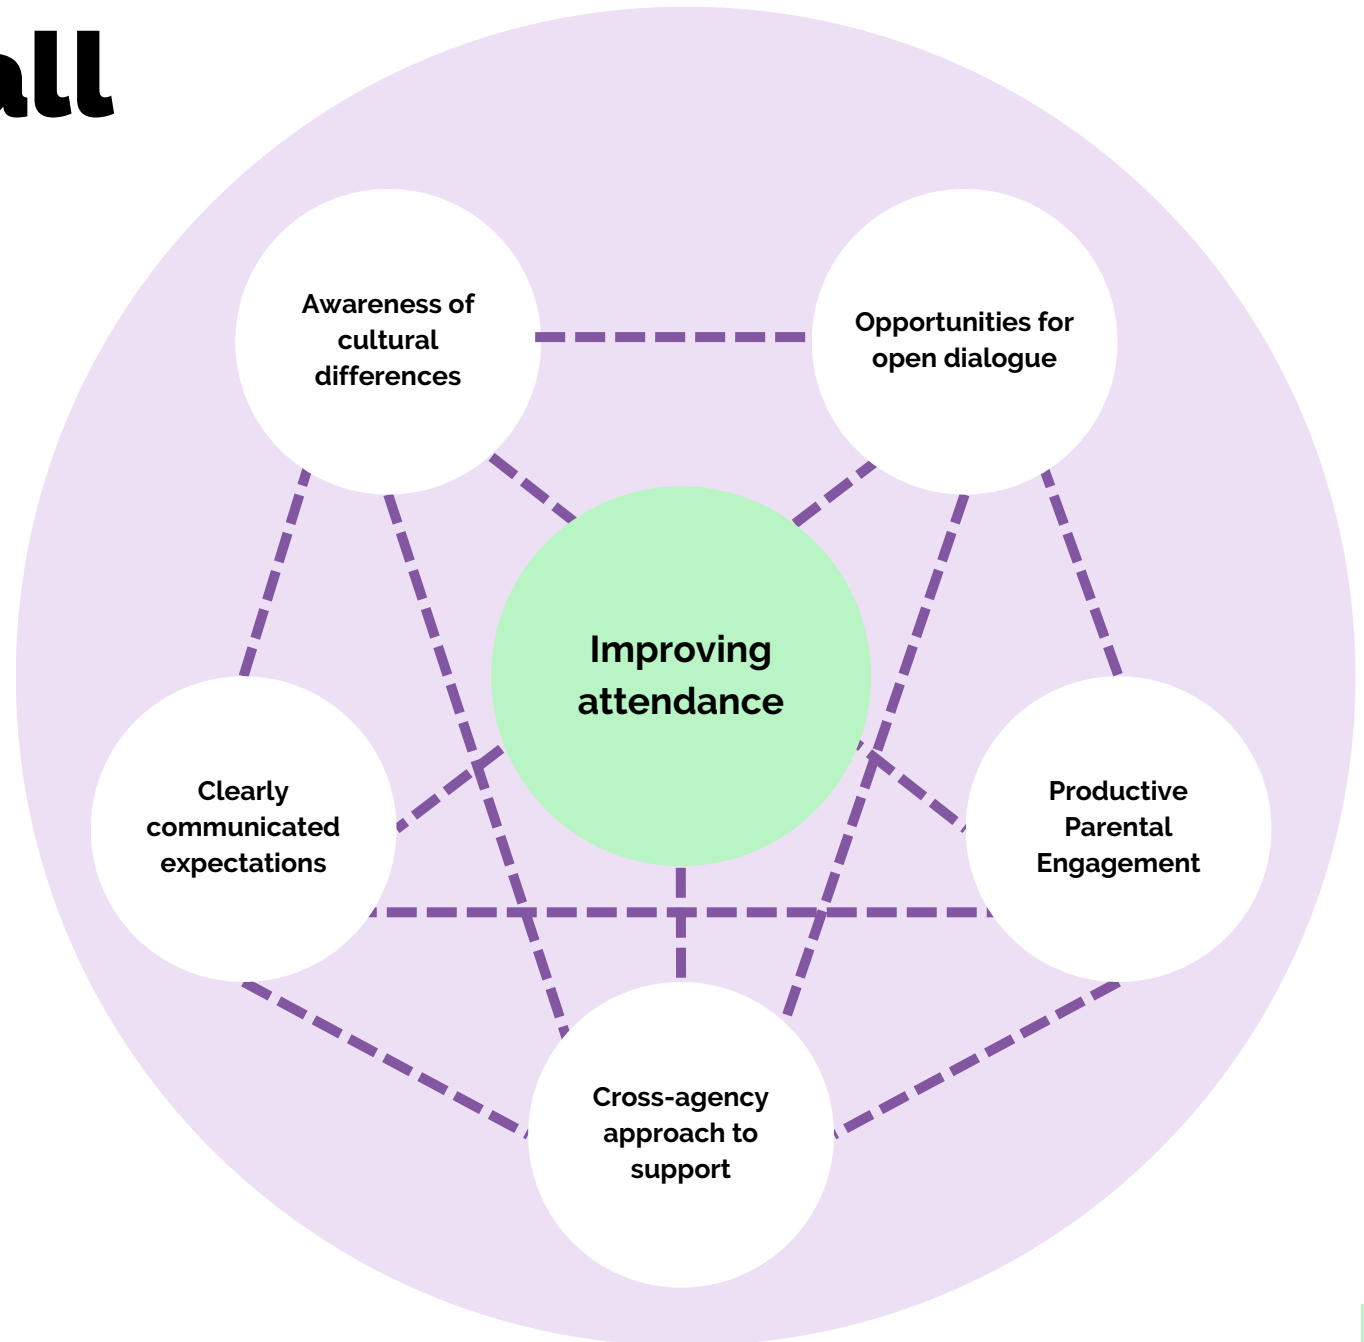 all
Awareness of
cultural
differences
Opportunities for
open dialogue
Improving
attendance
Clearly
communicated
expectations
Productive
Parental
Engagement
Cross-agency
approach to
support